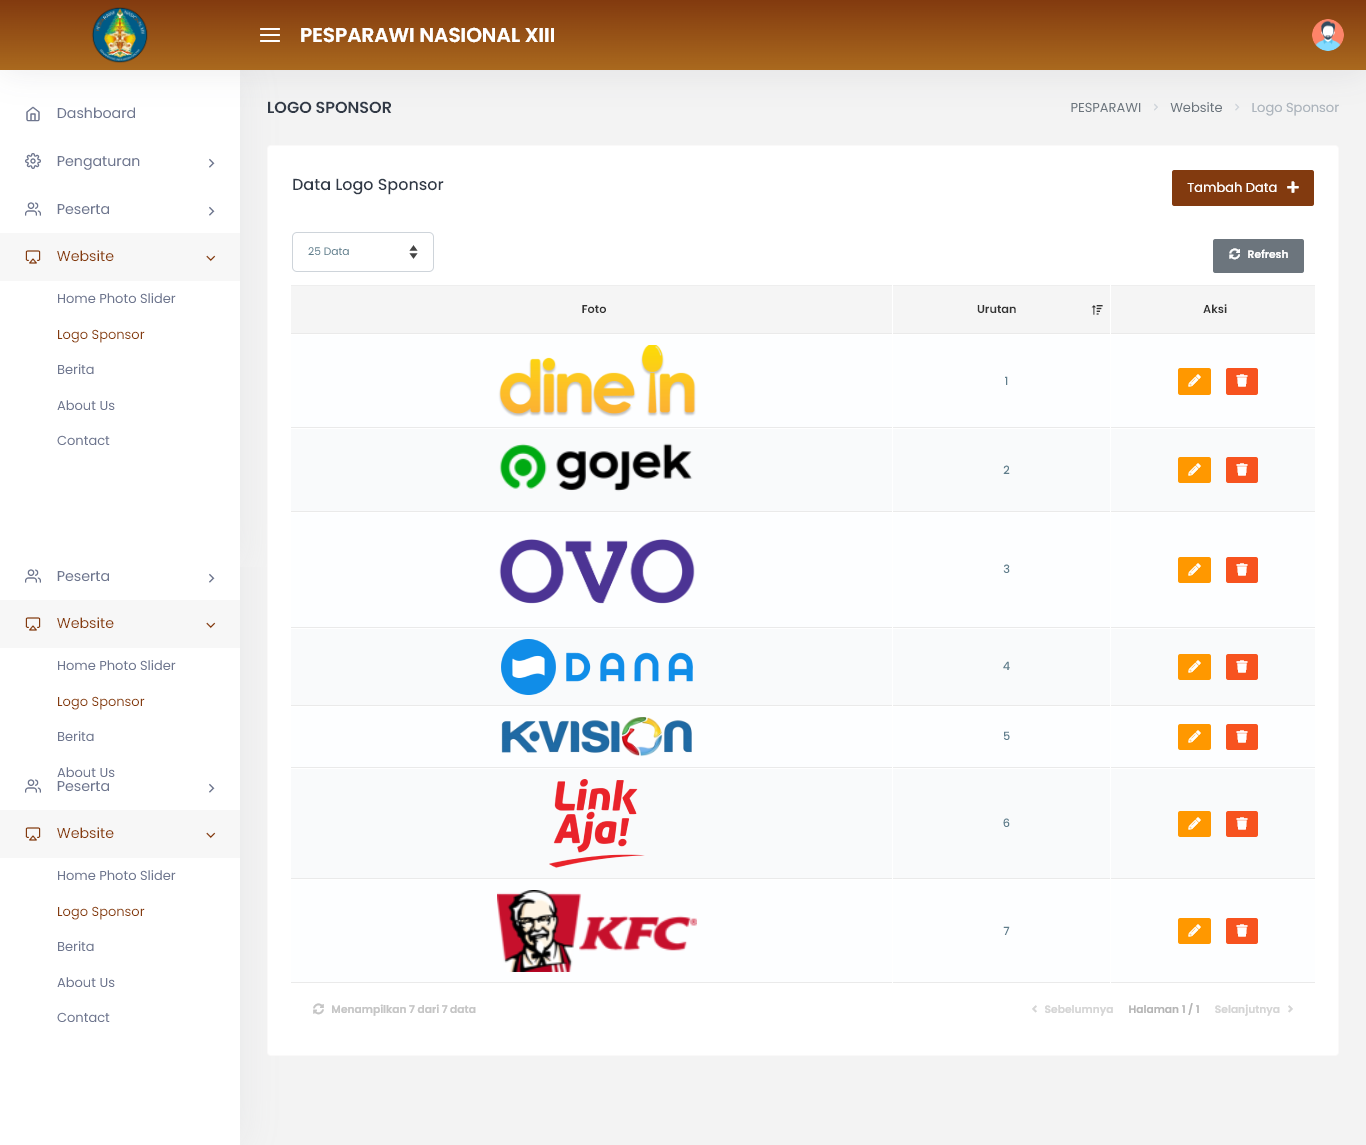 PESPARAWI NASIONAL XIII
Dashboard
Pengaturan
Peserta
Website
Home Photo Slider
Logo Sponsor
Berita
About Us
Contact
Peserta
Website
Home Photo Slider
Logo Sponsor
Berita
About Us
Peserta
Website
Home Photo Slider
Logo Sponsor
Berita
About Us
Contact
LOGO SPONSOR
PESPARAWI > Website > Logo Sponsor
Data Logo Sponsor
Tambah Data +
25 Data
Refresh
Foto Urutan Aksi
dine in 1
gojek 2
OVO 3
DANA 4
K-VISION 5
Link
Aja!
6
KFC 7
Menampilkan 7 dari 7 data
< Sebelumnya Halaman 1 / 1 Selanjutnya >